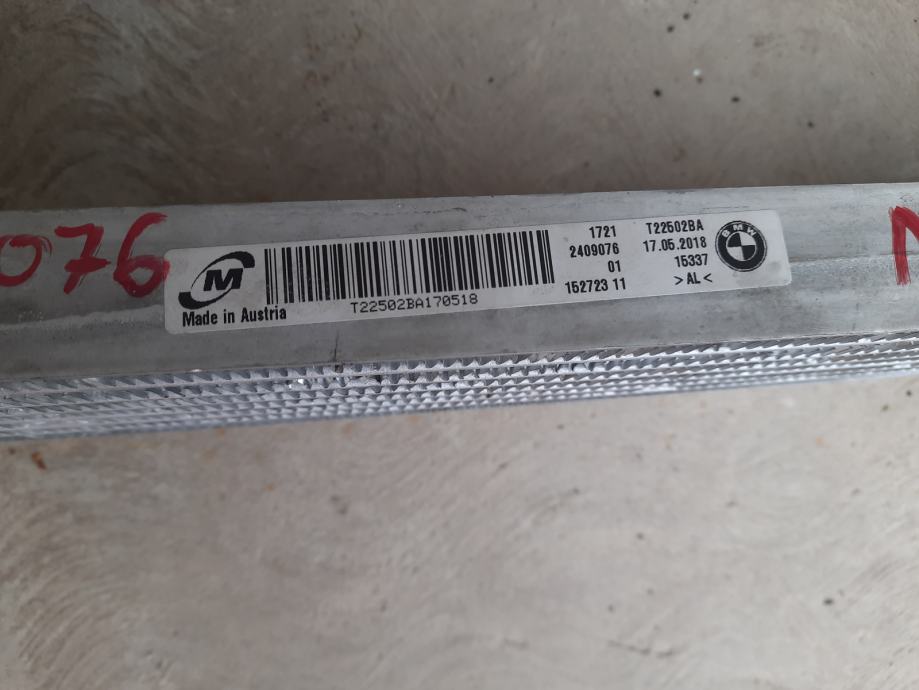 076
M
Made in Austria
T22502BA170518
1721
2409076
01
152723 11
T22502BA
17.05.2018
15337
>AL<
BMW